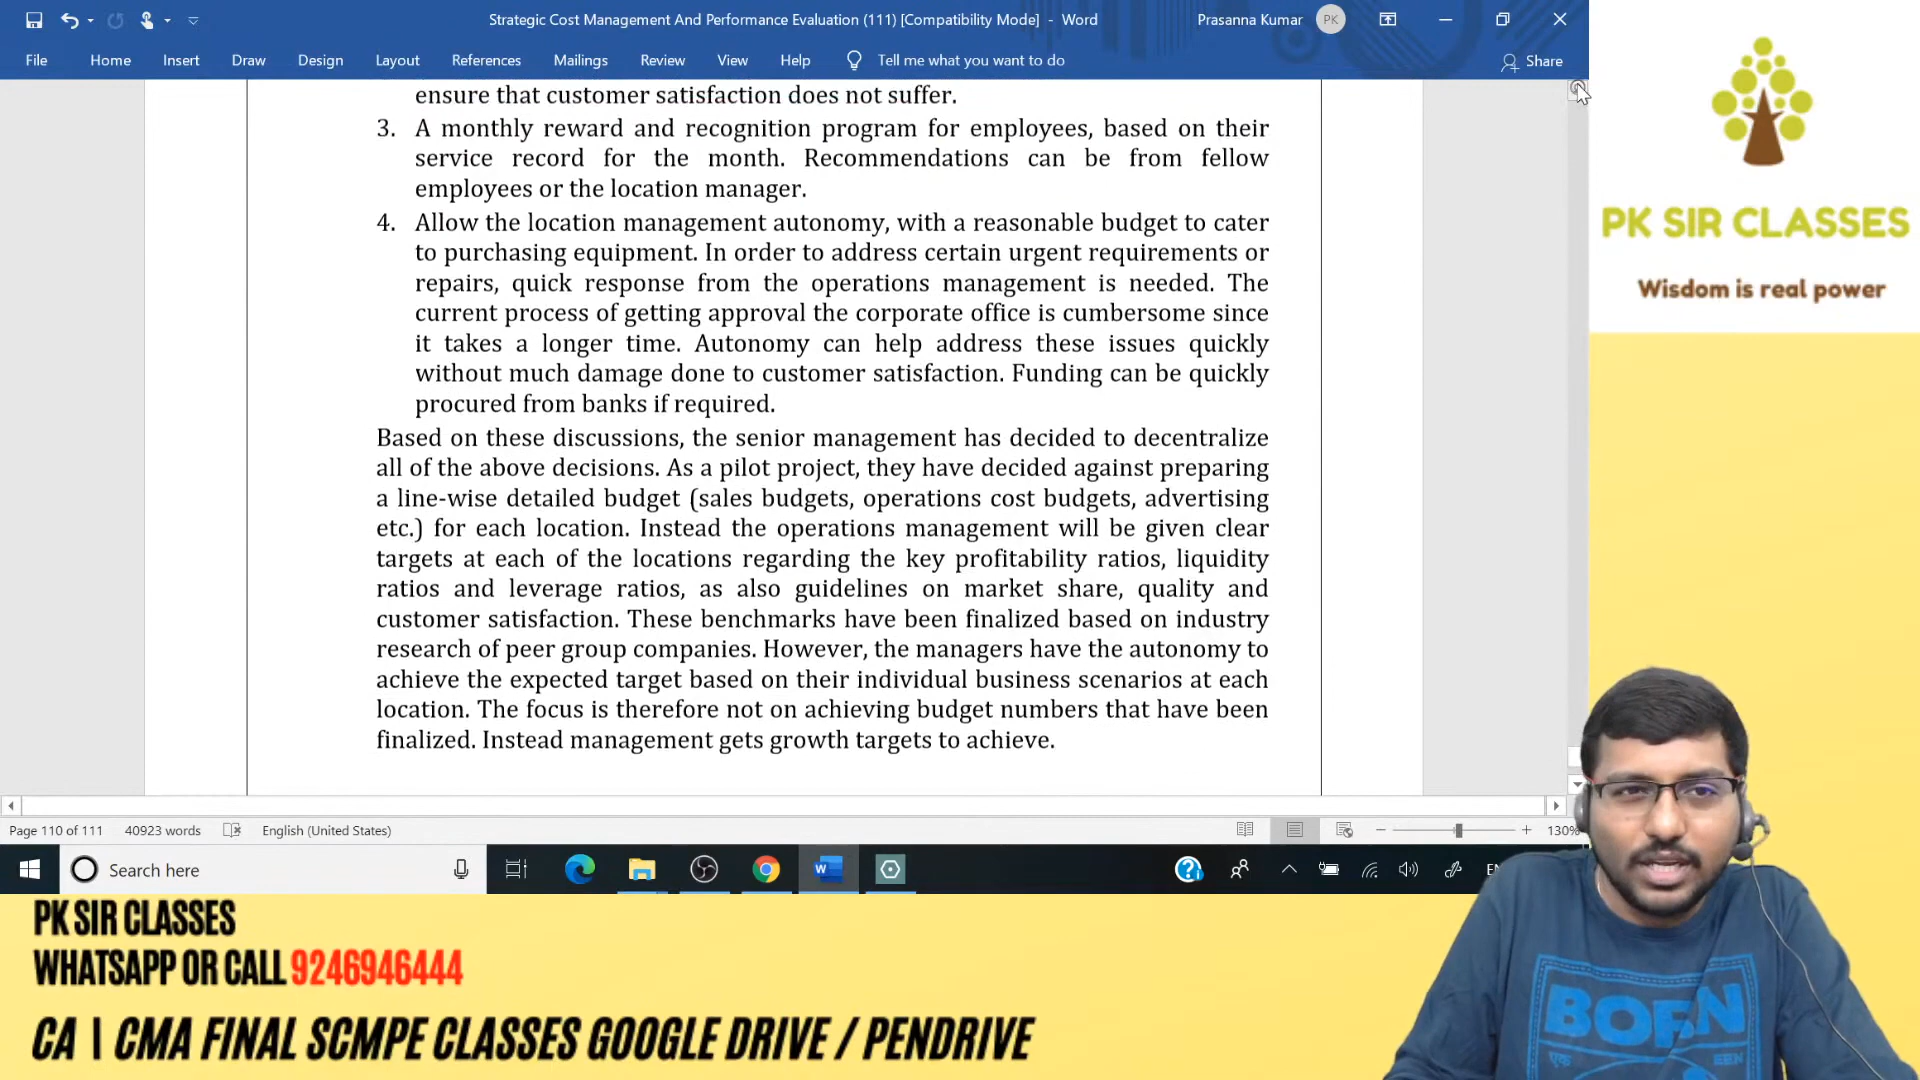 Strategic Cost Management And Performance Evaluation (111) [Compatibility Mode] - Word
Prasanna Kumar
PK
File Home Insert Draw Design Layout References Mailings Review View Help Tell me what you want to do Share
ensure that customer satisfaction does not suffer.
3. A monthly reward and recognition program for employees, based on their
service record for the month. Recommendations can be from fellow
employees or the location manager.
4. Allow the location management autonomy, with a reasonable budget to cater
to purchasing equipment. In order to address certain urgent requirements or
repairs, quick response from the operations management is needed. The
current process of getting approval the corporate office is cumbersome since
it takes a longer time. Autonomy can help address these issues quickly
without much damage done to customer satisfaction. Funding can be quickly
procured from banks if required.
Based on these discussions, the senior management has decided to decentralize
all of the above decisions. As a pilot project, they have decided against preparing
a line-wise detailed budget (sales budgets, operations cost budgets, advertising
etc.) for each location. Instead the operations management will be given clear
targets at each of the locations regarding the key profitability ratios, liquidity
ratios and leverage ratios, as also guidelines on market share, quality and
customer satisfaction. These benchmarks have been finalized based on industry
research of peer group companies. However, the managers have the autonomy to
achieve the expected target based on their individual business scenarios at each
location. The focus is therefore not on achieving budget numbers that have been
finalized. Instead management gets growth targets to achieve.
Page 110 of 111 40923 words English (United States) 130%
Search here
PK SIR CLASSES
Wisdom is real power
PK SIR CLASSES
WHATSAPP OR CALL 9246946444
CA \ CMA FINAL SCMPE CLASSES GOOGLE DRIVE / PENDRIVE